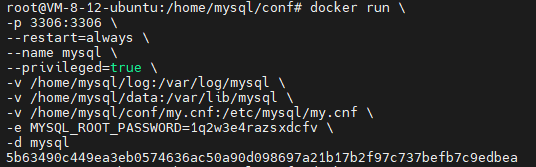 root@VM-8-12-ubuntu:/home/mysql/conf# docker run \
-p 3306:3306 \
--restart=always \
--name mysql \
--privileged=true \
-v /home/mysql/log:/var/log/mysql \
-v /home/mysql/data:/var/lib/mysql \
-v /home/mysql/conf/my.cnf:/etc/mysql/my.cnf \
-e MYSQL_ROOT_PASSWORD=1q2w3e4razsxdcfv \
-d mysql
5b63490c449ea3eb0574636ac50a90d098697a21b17b2f97c737befb7c9edbea